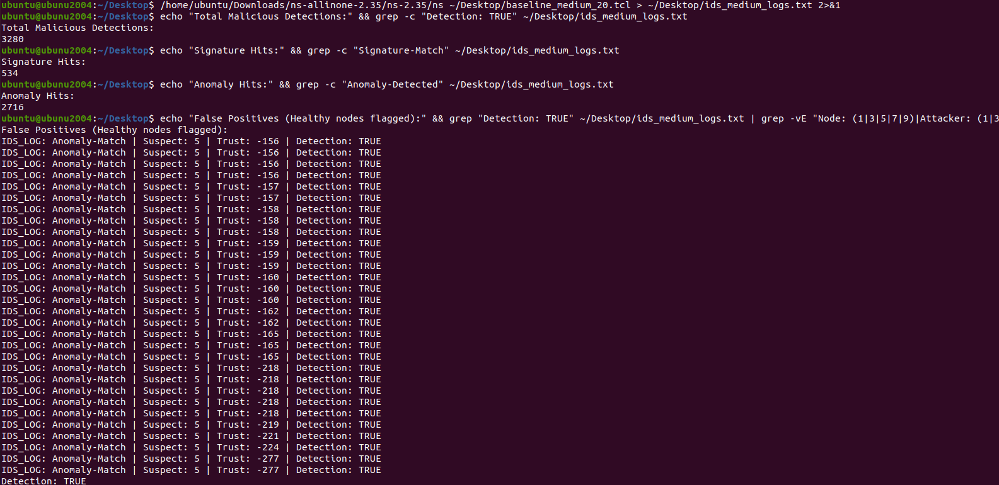 ubuntu@ubunu2004:~/Desktop$ /home/ubuntu/Downloads/ns-allinone-2.35/ns-2.35/ns ~/Desktop/baseline_medium_20.tcl > ~/Desktop/ids_medium_logs.txt 2>&1
ubuntu@ubunu2004:~/Desktop$ echo "Total Malicious Detections:" && grep -c "Detection: TRUE" ~/Desktop/ids_medium_logs.txt
Total Malicious Detections:
3280
ubuntu@ubunu2004:~/Desktop$ echo "Signature Hits:" && grep -c "Signature-Match" ~/Desktop/ids_medium_logs.txt
Signature Hits:
534
ubuntu@ubunu2004:~/Desktop$ echo "Anomaly Hits:" && grep -c "Anomaly-Detected" ~/Desktop/ids_medium_logs.txt
Anomaly Hits:
2716
ubuntu@ubunu2004:~/Desktop$ echo "False Positives (Healthy nodes flagged):" && grep "Detection: TRUE" ~/Desktop/ids_medium_logs.txt | grep -vE "Node: (1|3|5|7|9)|Attacker: (1|3
False Positives (Healthy nodes flagged):
IDS_LOG: Anomaly-Match | Suspect: 5 | Trust: -156 | Detection: TRUE
IDS_LOG: Anomaly-Match | Suspect: 5 | Trust: -156 | Detection: TRUE
IDS_LOG: Anomaly-Match | Suspect: 5 | Trust: -156 | Detection: TRUE
IDS_LOG: Anomaly-Match | Suspect: 5 | Trust: -156 | Detection: TRUE
IDS_LOG: Anomaly-Match | Suspect: 5 | Trust: -157 | Detection: TRUE
IDS_LOG: Anomaly-Match | Suspect: 5 | Trust: -157 | Detection: TRUE
IDS_LOG: Anomaly-Match | Suspect: 5 | Trust: -158 | Detection: TRUE
IDS_LOG: Anomaly-Match | Suspect: 5 | Trust: -158 | Detection: TRUE
IDS_LOG: Anomaly-Match | Suspect: 5 | Trust: -158 | Detection: TRUE
IDS_LOG: Anomaly-Match | Suspect: 5 | Trust: -159 | Detection: TRUE
IDS_LOG: Anomaly-Match | Suspect: 5 | Trust: -159 | Detection: TRUE
IDS_LOG: Anomaly-Match | Suspect: 5 | Trust: -159 | Detection: TRUE
IDS_LOG: Anomaly-Match | Suspect: 5 | Trust: -160 | Detection: TRUE
IDS_LOG: Anomaly-Match | Suspect: 5 | Trust: -160 | Detection: TRUE
IDS_LOG: Anomaly-Match | Suspect: 5 | Trust: -160 | Detection: TRUE
IDS_LOG: Anomaly-Match | Suspect: 5 | Trust: -162 | Detection: TRUE
IDS_LOG: Anomaly-Match | Suspect: 5 | Trust: -162 | Detection: TRUE
IDS_LOG: Anomaly-Match | Suspect: 5 | Trust: -165 | Detection: TRUE
IDS_LOG: Anomaly-Match | Suspect: 5 | Trust: -165 | Detection: TRUE
IDS_LOG: Anomaly-Match | Suspect: 5 | Trust: -165 | Detection: TRUE
IDS_LOG: Anomaly-Match | Suspect: 5 | Trust: -218 | Detection: TRUE
IDS_LOG: Anomaly-Match | Suspect: 5 | Trust: -218 | Detection: TRUE
IDS_LOG: Anomaly-Match | Suspect: 5 | Trust: -218 | Detection: TRUE
IDS_LOG: Anomaly-Match | Suspect: 5 | Trust: -218 | Detection: TRUE
IDS_LOG: Anomaly-Match | Suspect: 5 | Trust: -218 | Detection: TRUE
IDS_LOG: Anomaly-Match | Suspect: 5 | Trust: -219 | Detection: TRUE
IDS_LOG: Anomaly-Match | Suspect: 5 | Trust: -221 | Detection: TRUE
IDS_LOG: Anomaly-Match | Suspect: 5 | Trust: -224 | Detection: TRUE
IDS_LOG: Anomaly-Match | Suspect: 5 | Trust: -277 | Detection: TRUE
IDS_LOG: Anomaly-Match | Suspect: 5 | Trust: -277 | Detection: TRUE
Detection: TRUE